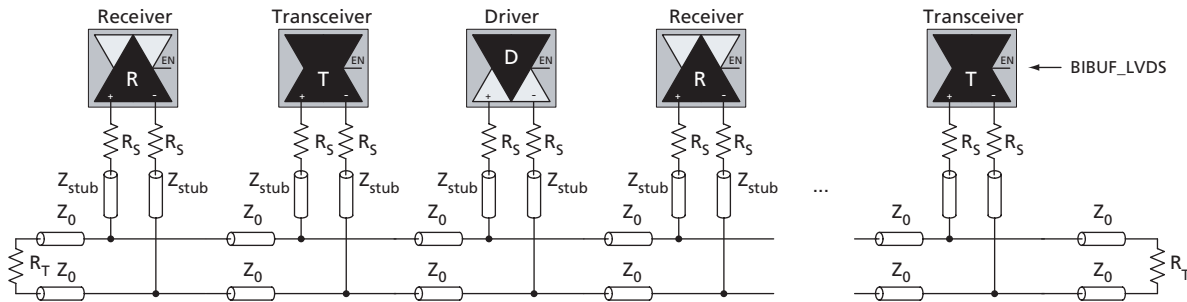 Receiver Transceiver Driver Receiver Transceiver
EN EN EN EN EN
R T D R T
+ - + - + - + - + -
BIBUF_LVDS
R_S R_S R_S R_S R_S R_S R_S R_S R_S R_S
Z_stub Z_stub Z_stub Z_stub Z_stub Z_stub Z_stub Z_stub
...
Z_0 Z_0 Z_0 Z_0 Z_0 Z_0
R_T R_T
Z_0 Z_0 Z_0 Z_0 Z_0 Z_0